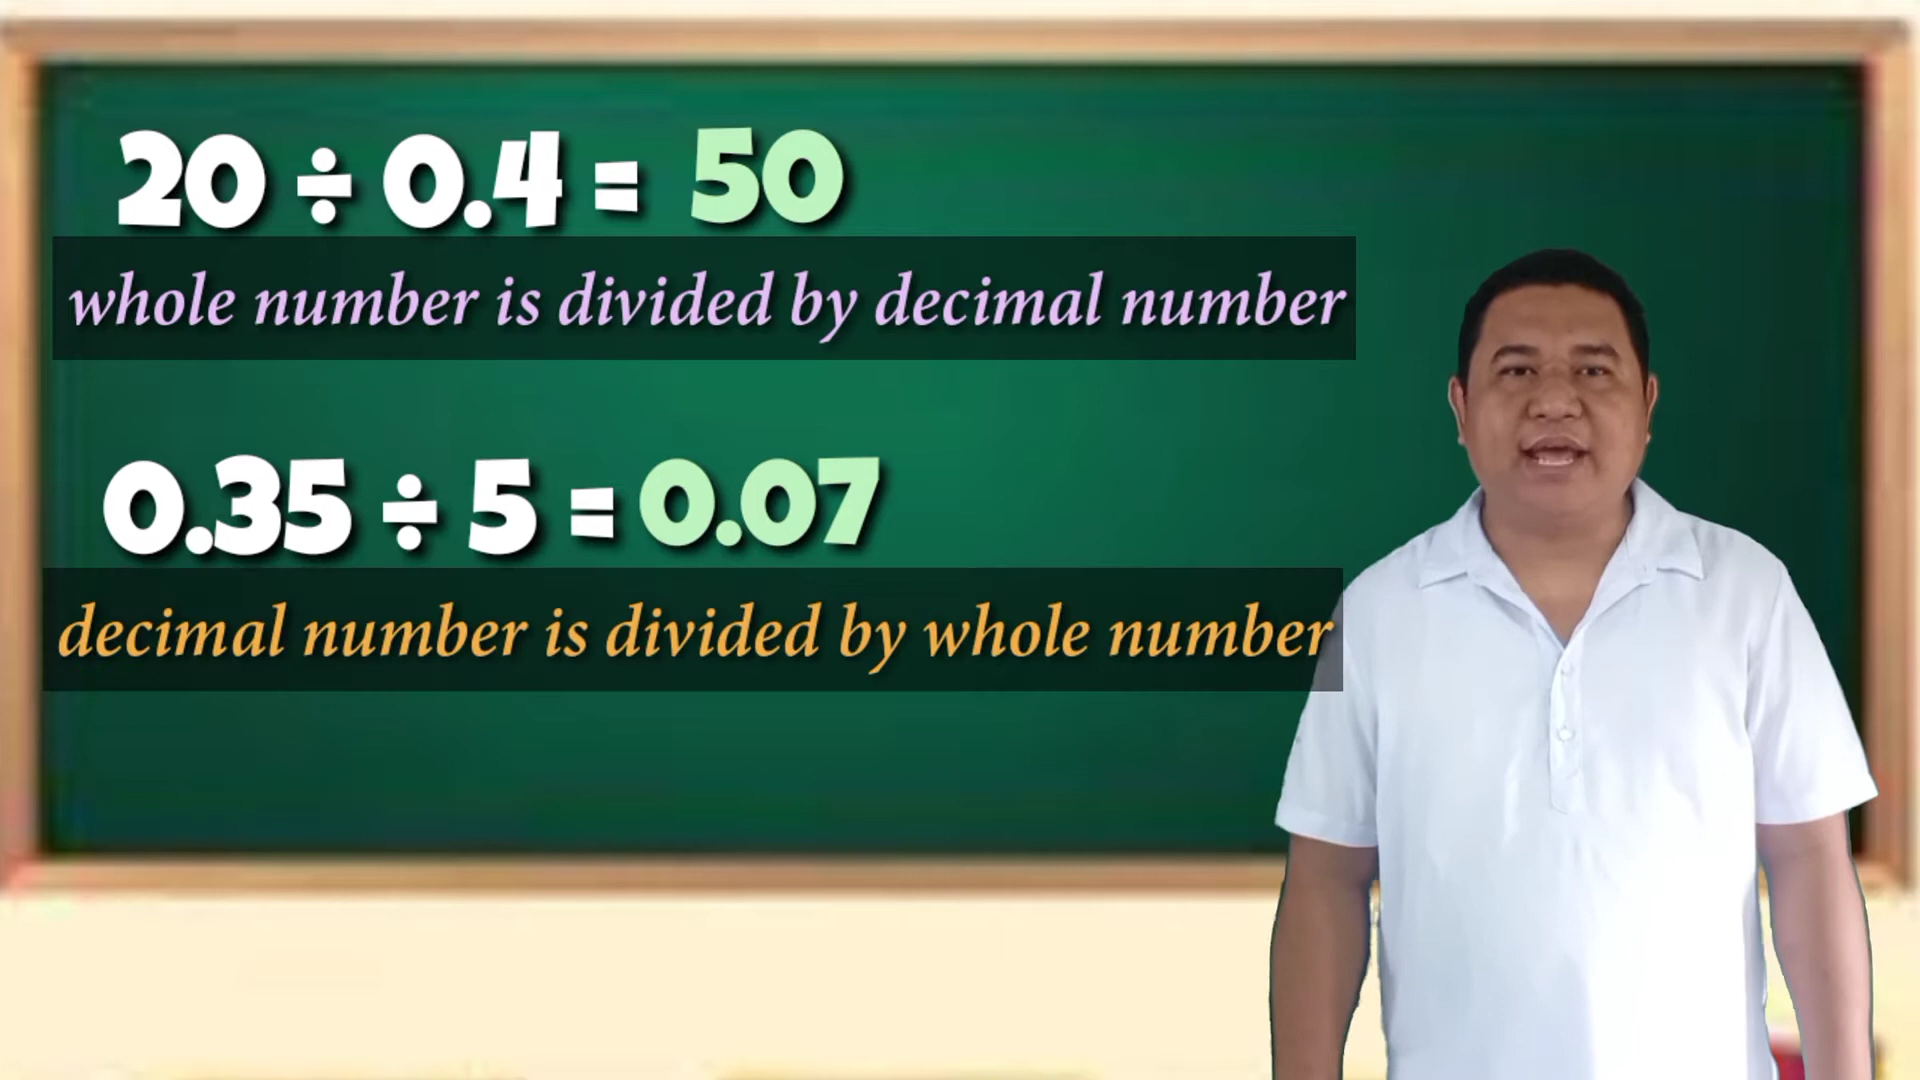 20 ÷ 0.4 = 50
whole number is divided by decimal number
0.35 ÷ 5 = 0.07
decimal number is divided by whole number